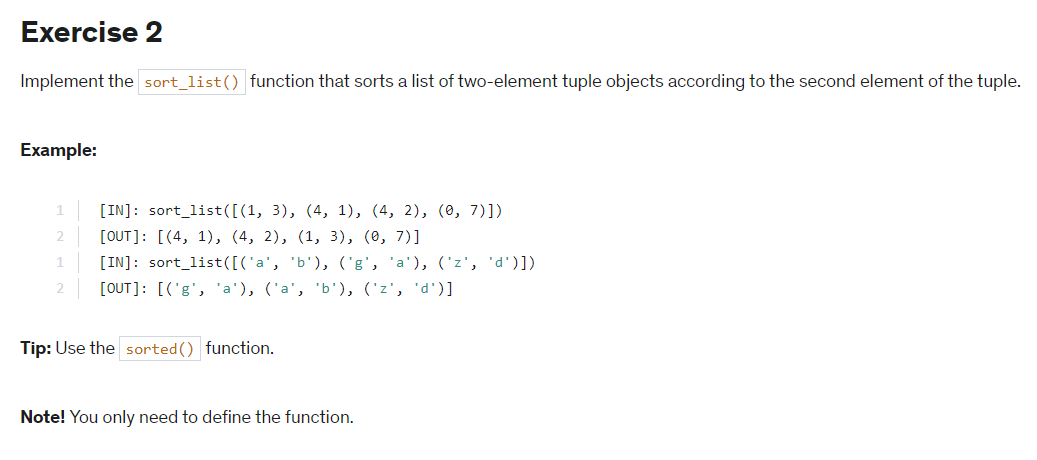 Exercise 2
Implement the sort_list() function that sorts a list of two-element tuple objects according to the second element of the tuple.
Example:
1 [IN]: sort_list([(1, 3), (4, 1), (4, 2), (0, 7)])
2 [OUT]: [(4, 1), (4, 2), (1, 3), (0, 7)]
1 [IN]: sort_list([('a', 'b'), ('g', 'a'), ('z', 'd')])
2 [OUT]: [('g', 'a'), ('a', 'b'), ('z', 'd')]
Tip: Use the sorted() function.
Note! You only need to define the function.